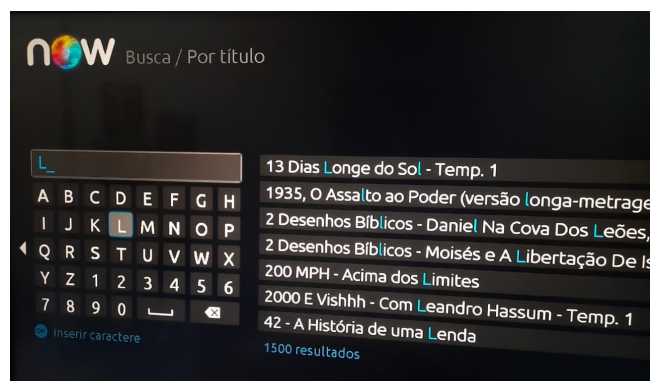 now Busca / Por título
L_
A B C D E F G H
I J K L M N O P
Q R S T U V W X
Y Z 1 2 3 4 5 6
7 8 9 0
OK inserir caractere
13 Dias Longe do Sol - Temp. 1
1935, O Assalto ao Poder (versão longa-metrage
2 Desenhos Bíblicos - Daniel Na Cova Dos Leões,
2 Desenhos Bíblicos - Moisés e A Libertação De Is
200 MPH - Acima dos Limites
2000 E Vishhh - Com Leandro Hassum - Temp. 1
42 - A História de uma Lenda
1500 resultados